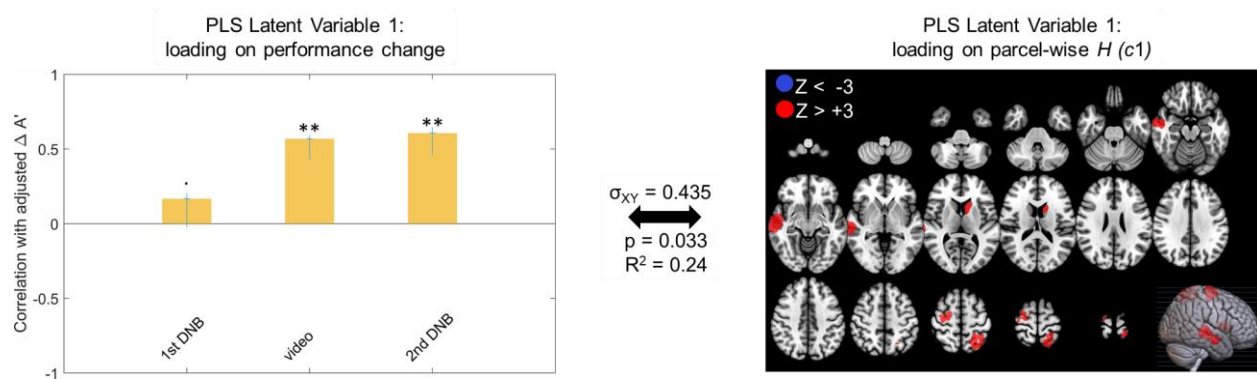 PLS Latent Variable 1:
loading on performance change
Correlation with adjusted Δ A'
1
0.5
0
-0.5
-1
.
**
**
1st DNB
video
2nd DNB
σXY = 0.435
p = 0.033
R² = 0.24
PLS Latent Variable 1:
loading on parcel-wise H (c1)
Z < -3
Z > +3